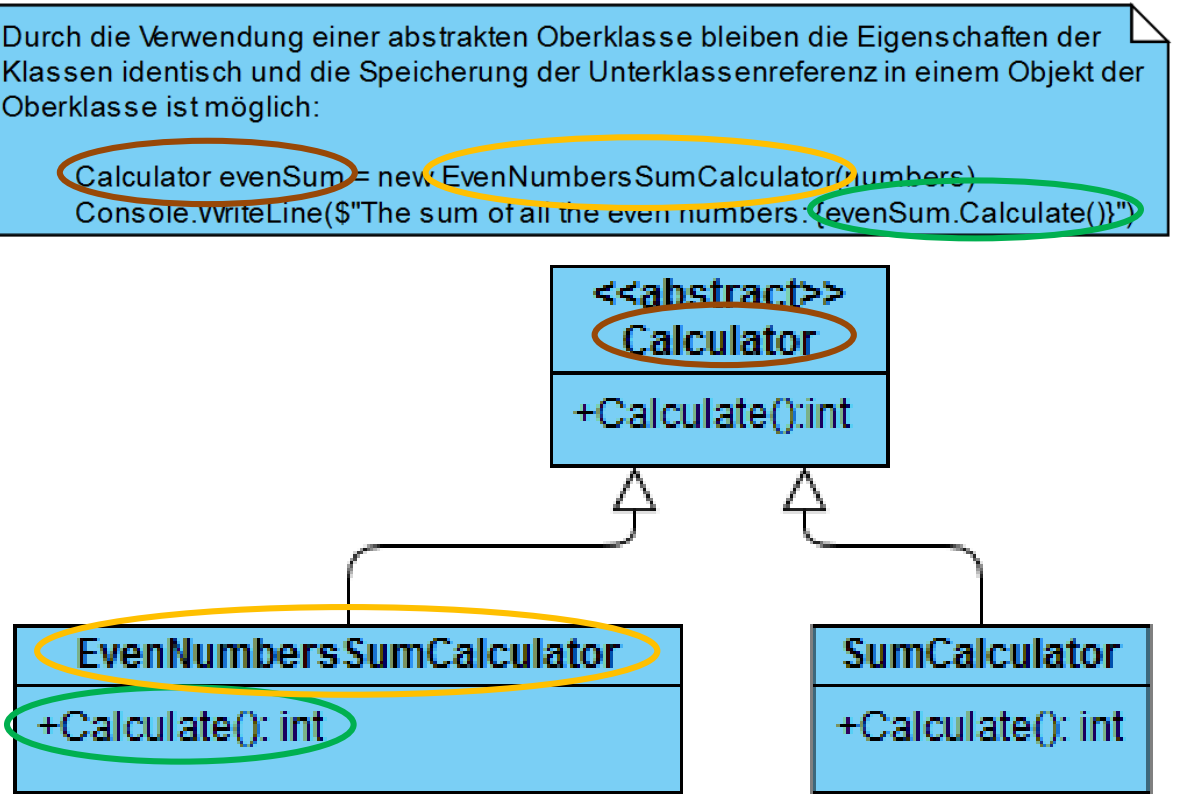 Durch die Verwendung einer abstrakten Oberklasse bleiben die Eigenschaften der
Klassen identisch und die Speicherung der Unterklassenreferenz in einem Objekt der
Oberklasse ist möglich:
Calculator evenSum = new EvenNumbersSumCalculator(numbers)
Console.WriteLine($"The sum of all the even numbers: {evenSum.Calculate()}")
<<abstract>>
Calculator
+Calculate():int
EvenNumbersSumCalculator
+Calculate(): int
SumCalculator
+Calculate(): int